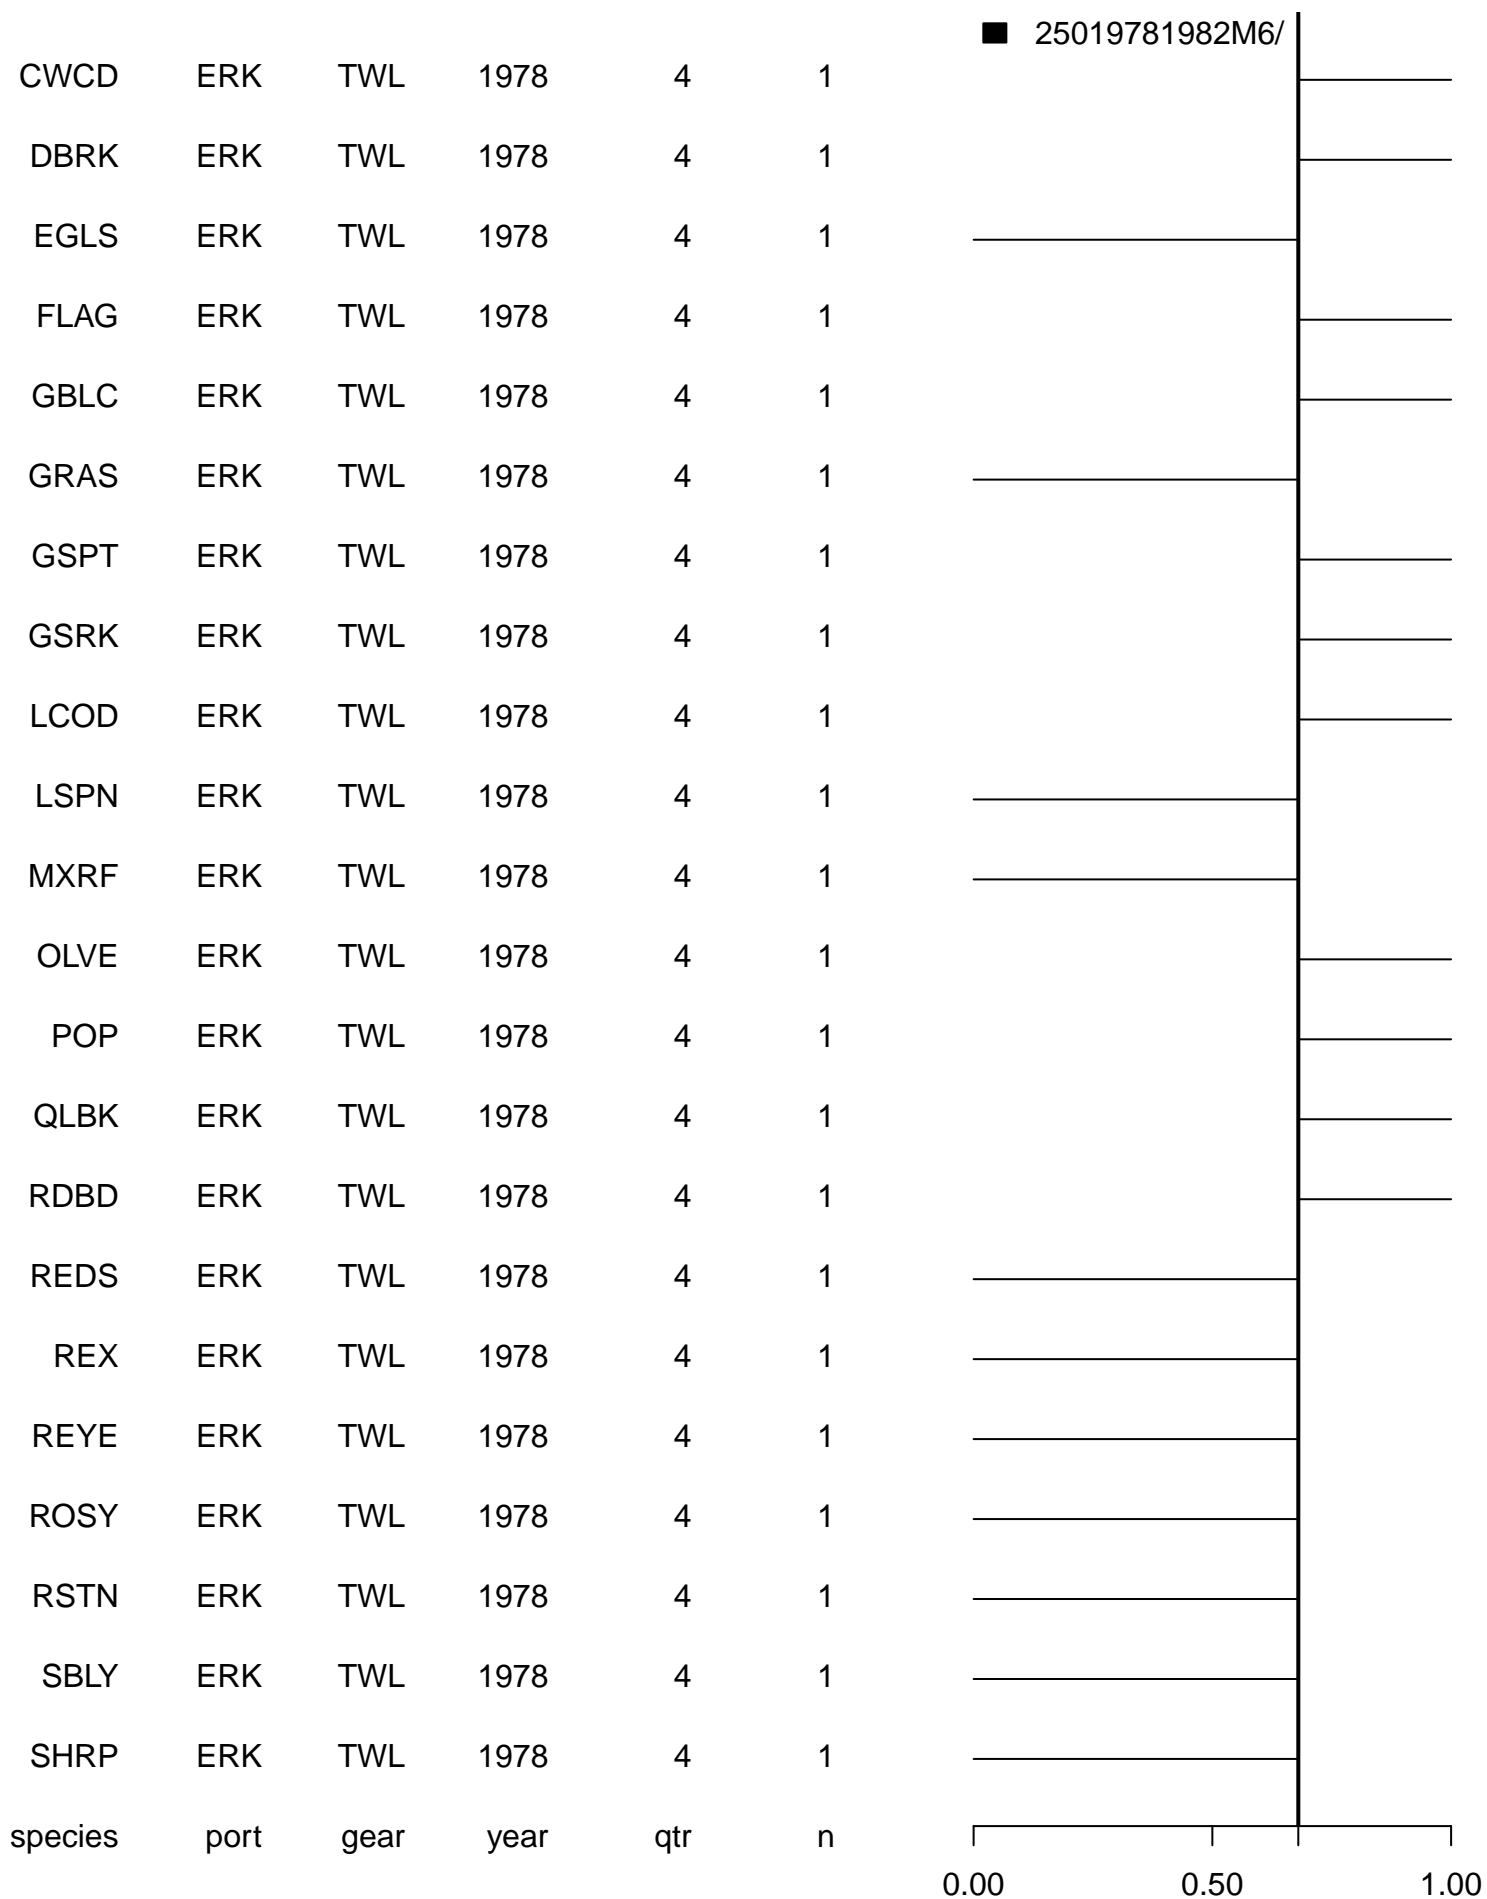 25019781982M6/
CWCD ERK TWL 1978 4 1
DBRK ERK TWL 1978 4 1
EGLS ERK TWL 1978 4 1
FLAG ERK TWL 1978 4 1
GBLC ERK TWL 1978 4 1
GRAS ERK TWL 1978 4 1
GSPT ERK TWL 1978 4 1
GSRK ERK TWL 1978 4 1
LCOD ERK TWL 1978 4 1
LSPN ERK TWL 1978 4 1
MXRF ERK TWL 1978 4 1
OLVE ERK TWL 1978 4 1
POP ERK TWL 1978 4 1
QLBK ERK TWL 1978 4 1
RDBD ERK TWL 1978 4 1
REDS ERK TWL 1978 4 1
REX ERK TWL 1978 4 1
REYE ERK TWL 1978 4 1
ROSY ERK TWL 1978 4 1
RSTN ERK TWL 1978 4 1
SBLY ERK TWL 1978 4 1
SHRP ERK TWL 1978 4 1
species port gear year qtr n
0.00 0.50 1.00